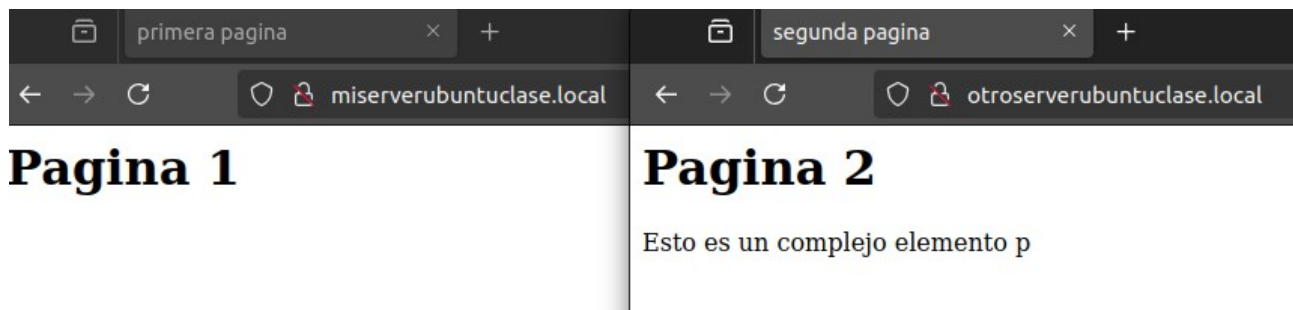 primera pagina
miserverubuntuclase.local
Pagina 1
segunda pagina
otroserverubuntuclase.local
Pagina 2
Esto es un complejo elemento p